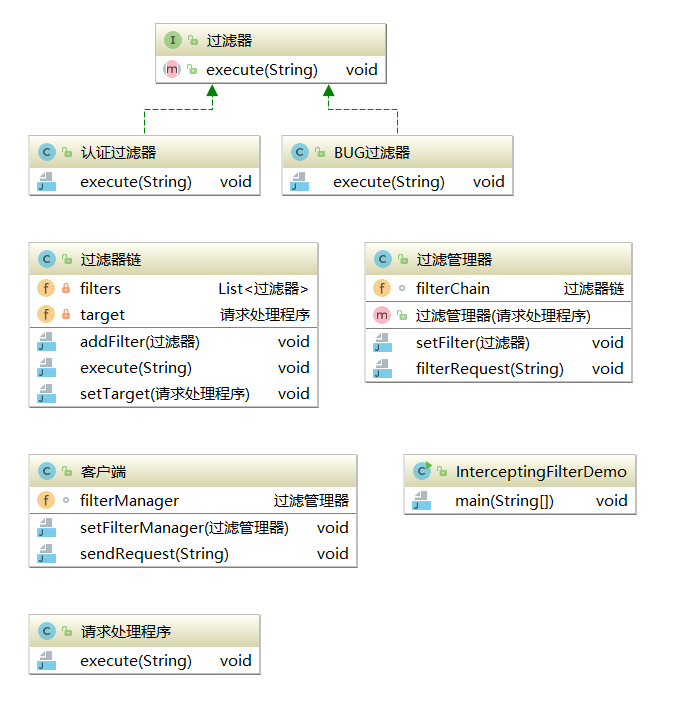 过滤器
execute(String) void
认证过滤器
execute(String) void
BUG过滤器
execute(String) void
过滤器链
filters List<过滤器>
target 请求处理程序
addFilter(过滤器) void
execute(String) void
setTarget(请求处理程序) void
过滤管理器
filterChain 过滤器链
过滤管理器(请求处理程序)
setFilter(过滤器) void
filterRequest(String) void
客户端
filterManager 过滤管理器
setFilterManager(过滤管理器) void
sendRequest(String) void
InterceptingFilterDemo
main(String[]) void
请求处理程序
execute(String) void